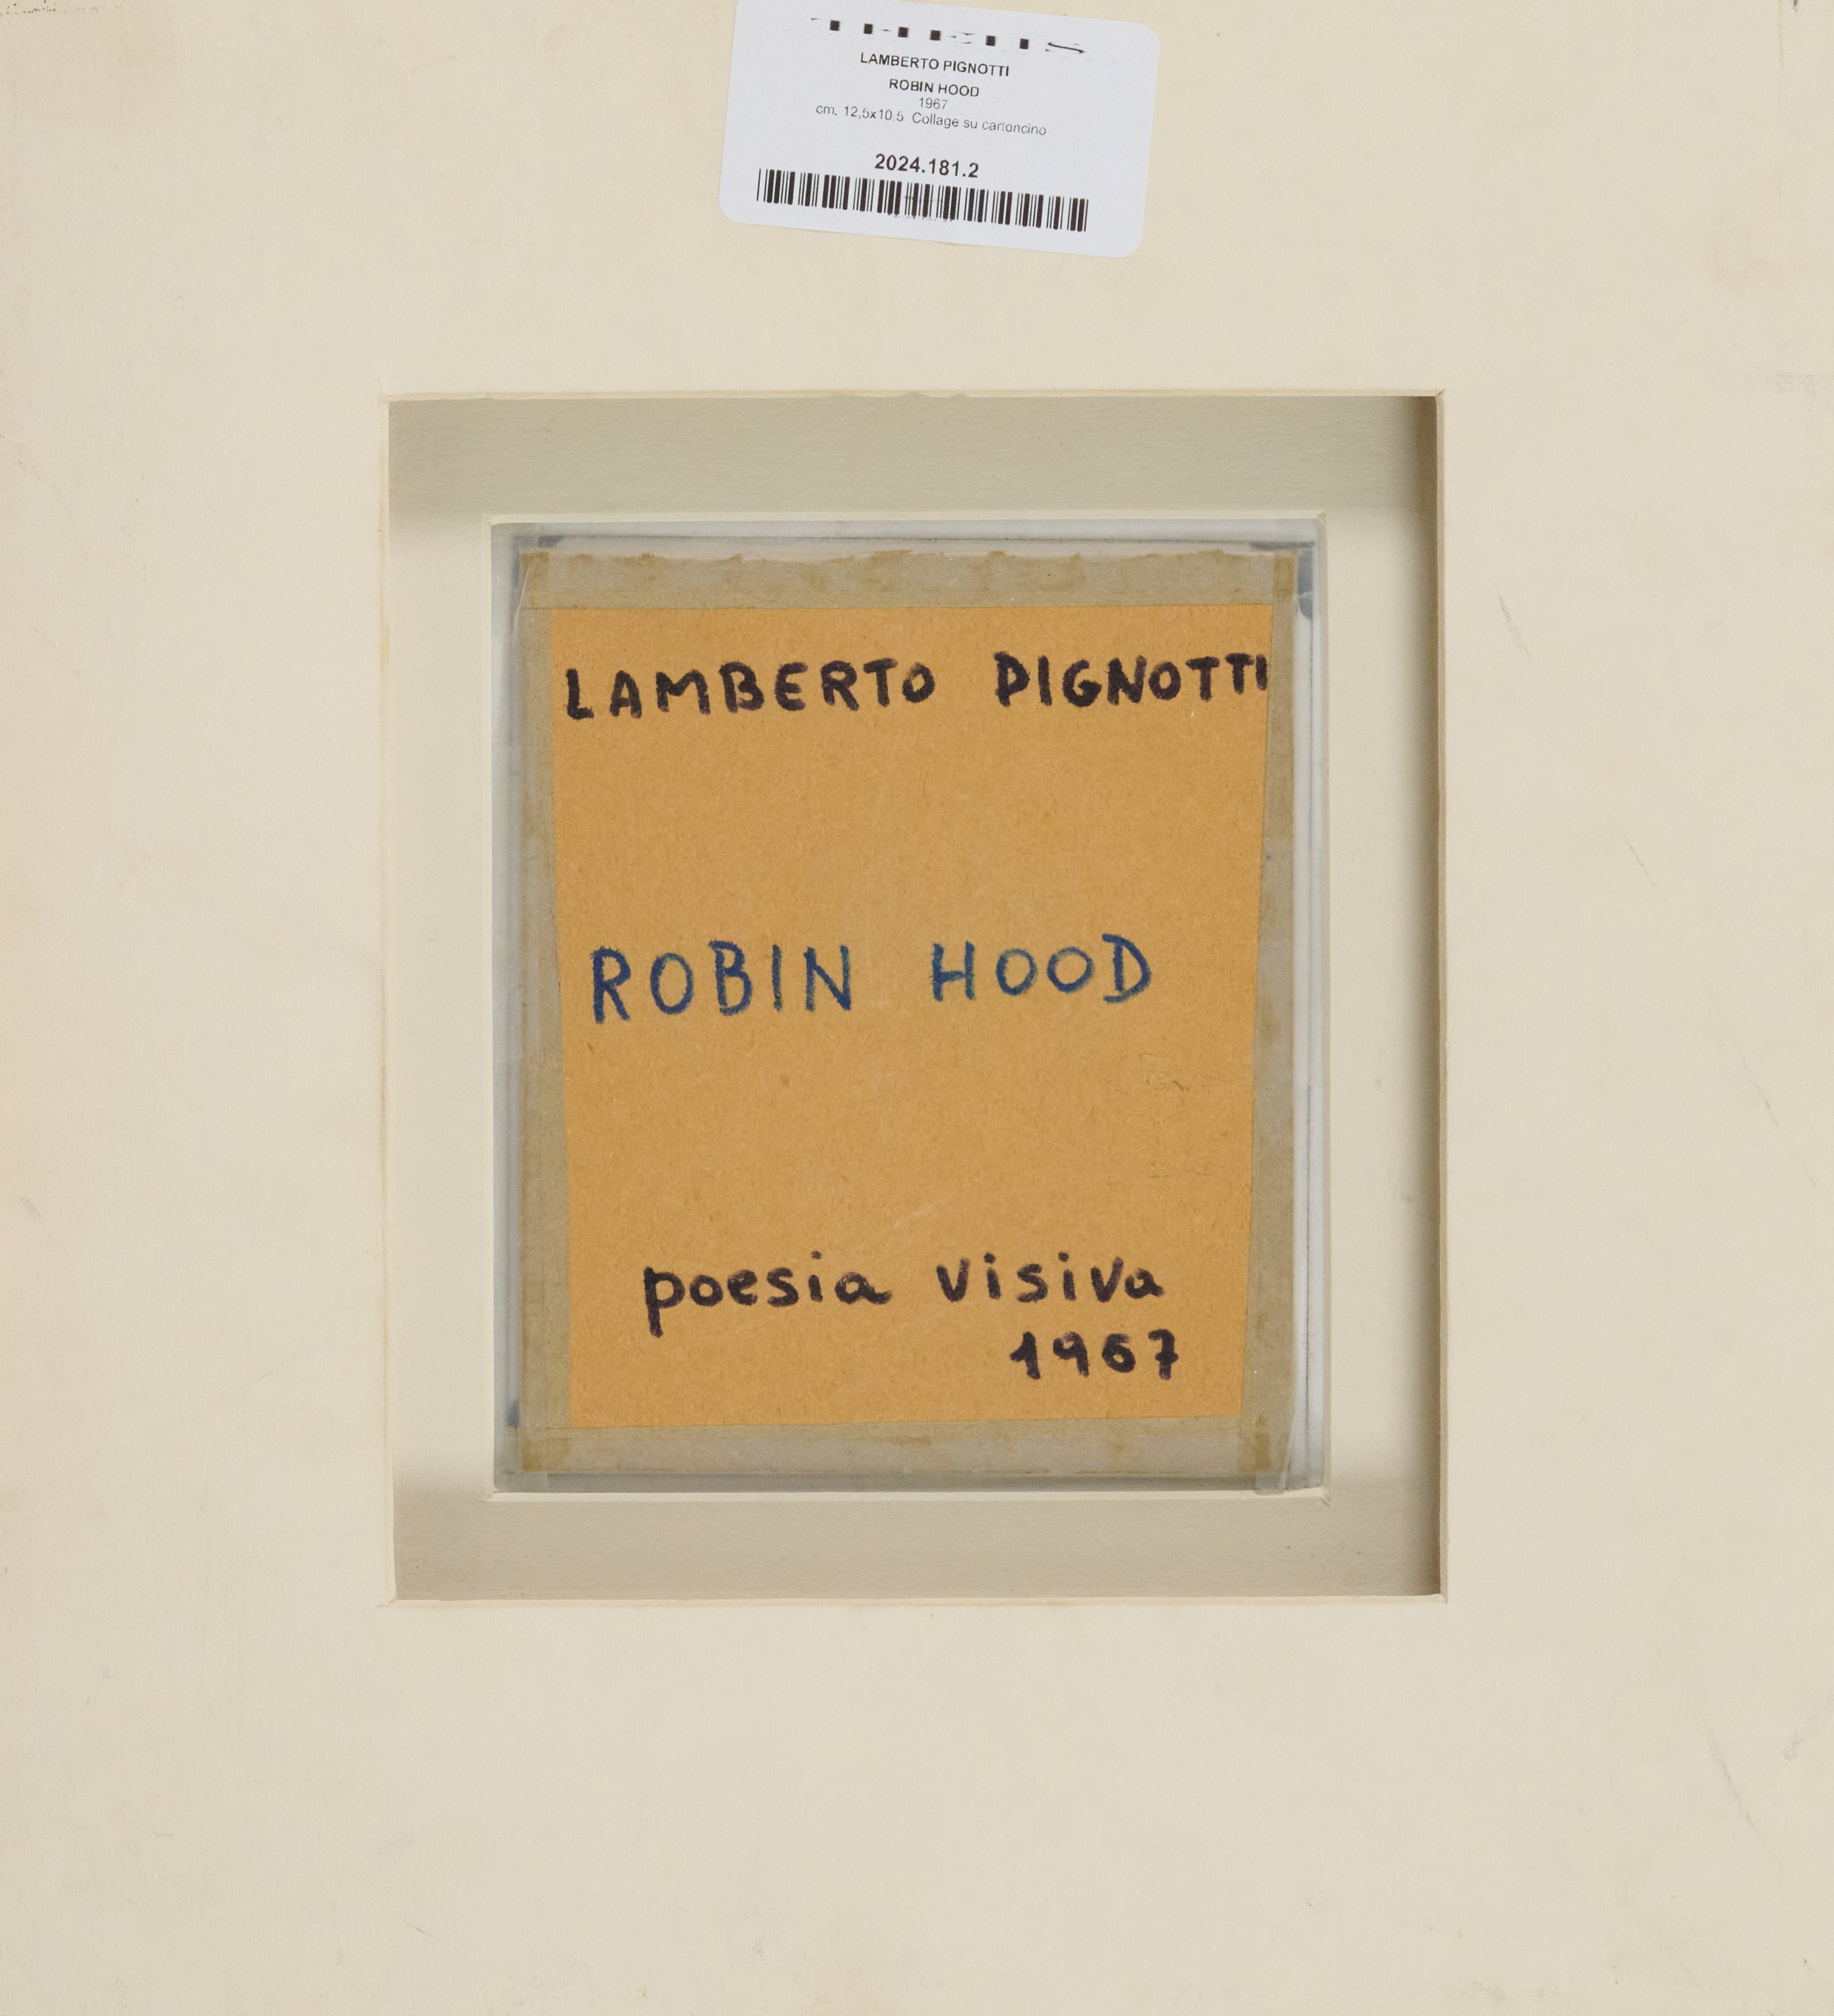 LAMBERTO PIGNOTTI
ROBIN HOOD
1967
cm. 12,5x10,5 Collage su cartoncino
2024.181.2
LAMBERTO PIGNOTTI
ROBIN HOOD
poesia visiva
1967